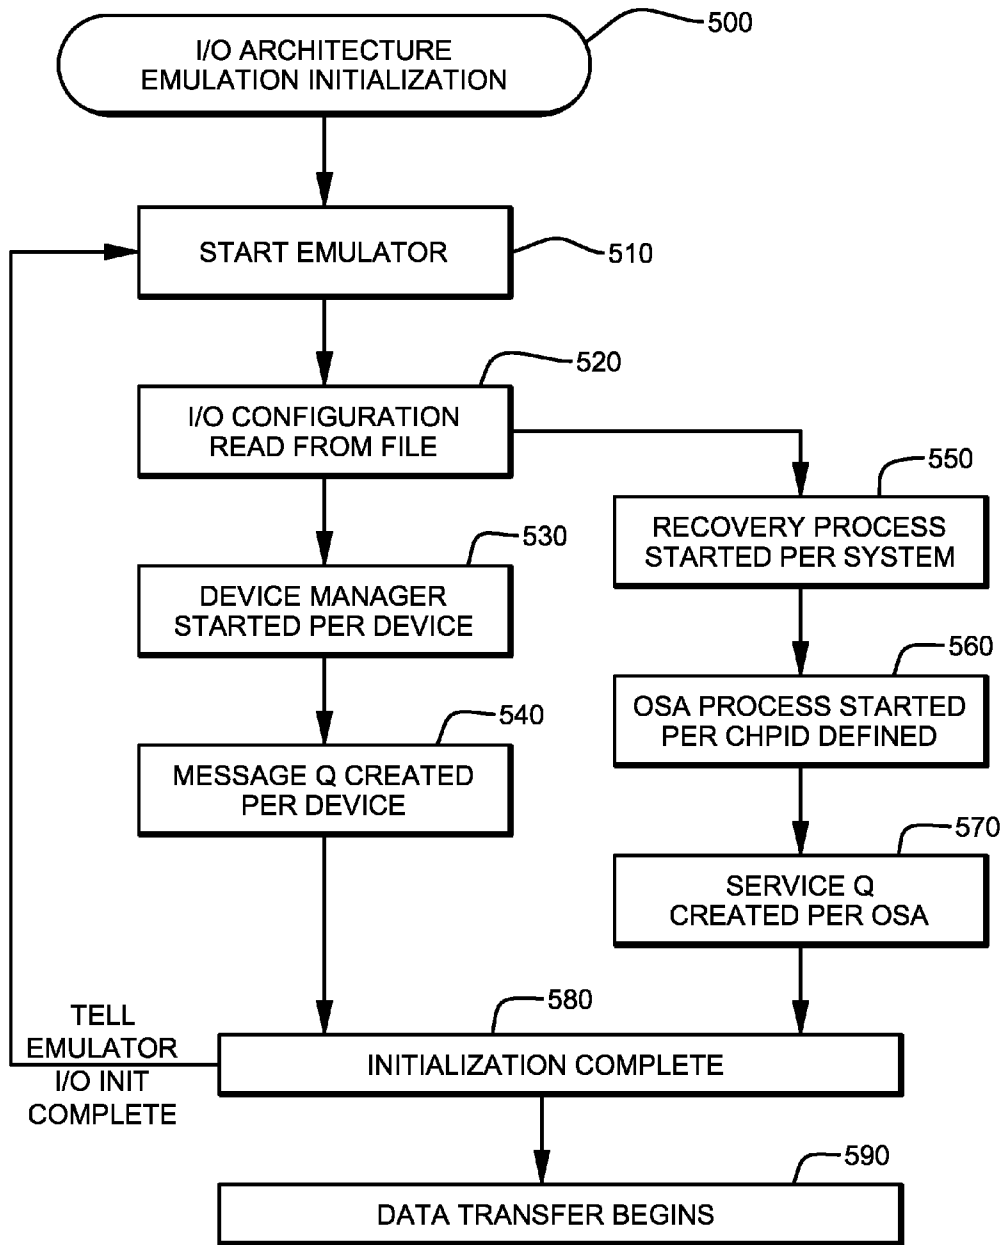 I/O ARCHITECTURE
EMULATION INITIALIZATION
500
START EMULATOR
510
520
I/O CONFIGURATION
READ FROM FILE
530
DEVICE MANAGER
STARTED PER DEVICE
540
MESSAGE Q CREATED
PER DEVICE
550
RECOVERY PROCESS
STARTED PER SYSTEM
560
OSA PROCESS STARTED
PER CHPID DEFINED
570
SERVICE Q
CREATED PER OSA
580
INITIALIZATION COMPLETE
TELL
EMULATOR
I/O INIT
COMPLETE
590
DATA TRANSFER BEGINS